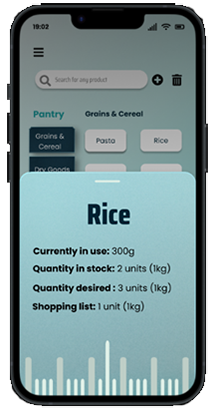 19:02
Search for any product
Pantry
Grains & Cereal
Grains &
Cereal
Pasta
Rice
Dry Goods
Rice
Currently in use: 300g
Quantity in stock: 2 units (1kg)
Quantity desired : 3 units (1kg)
Shopping list: 1 unit (1kg)